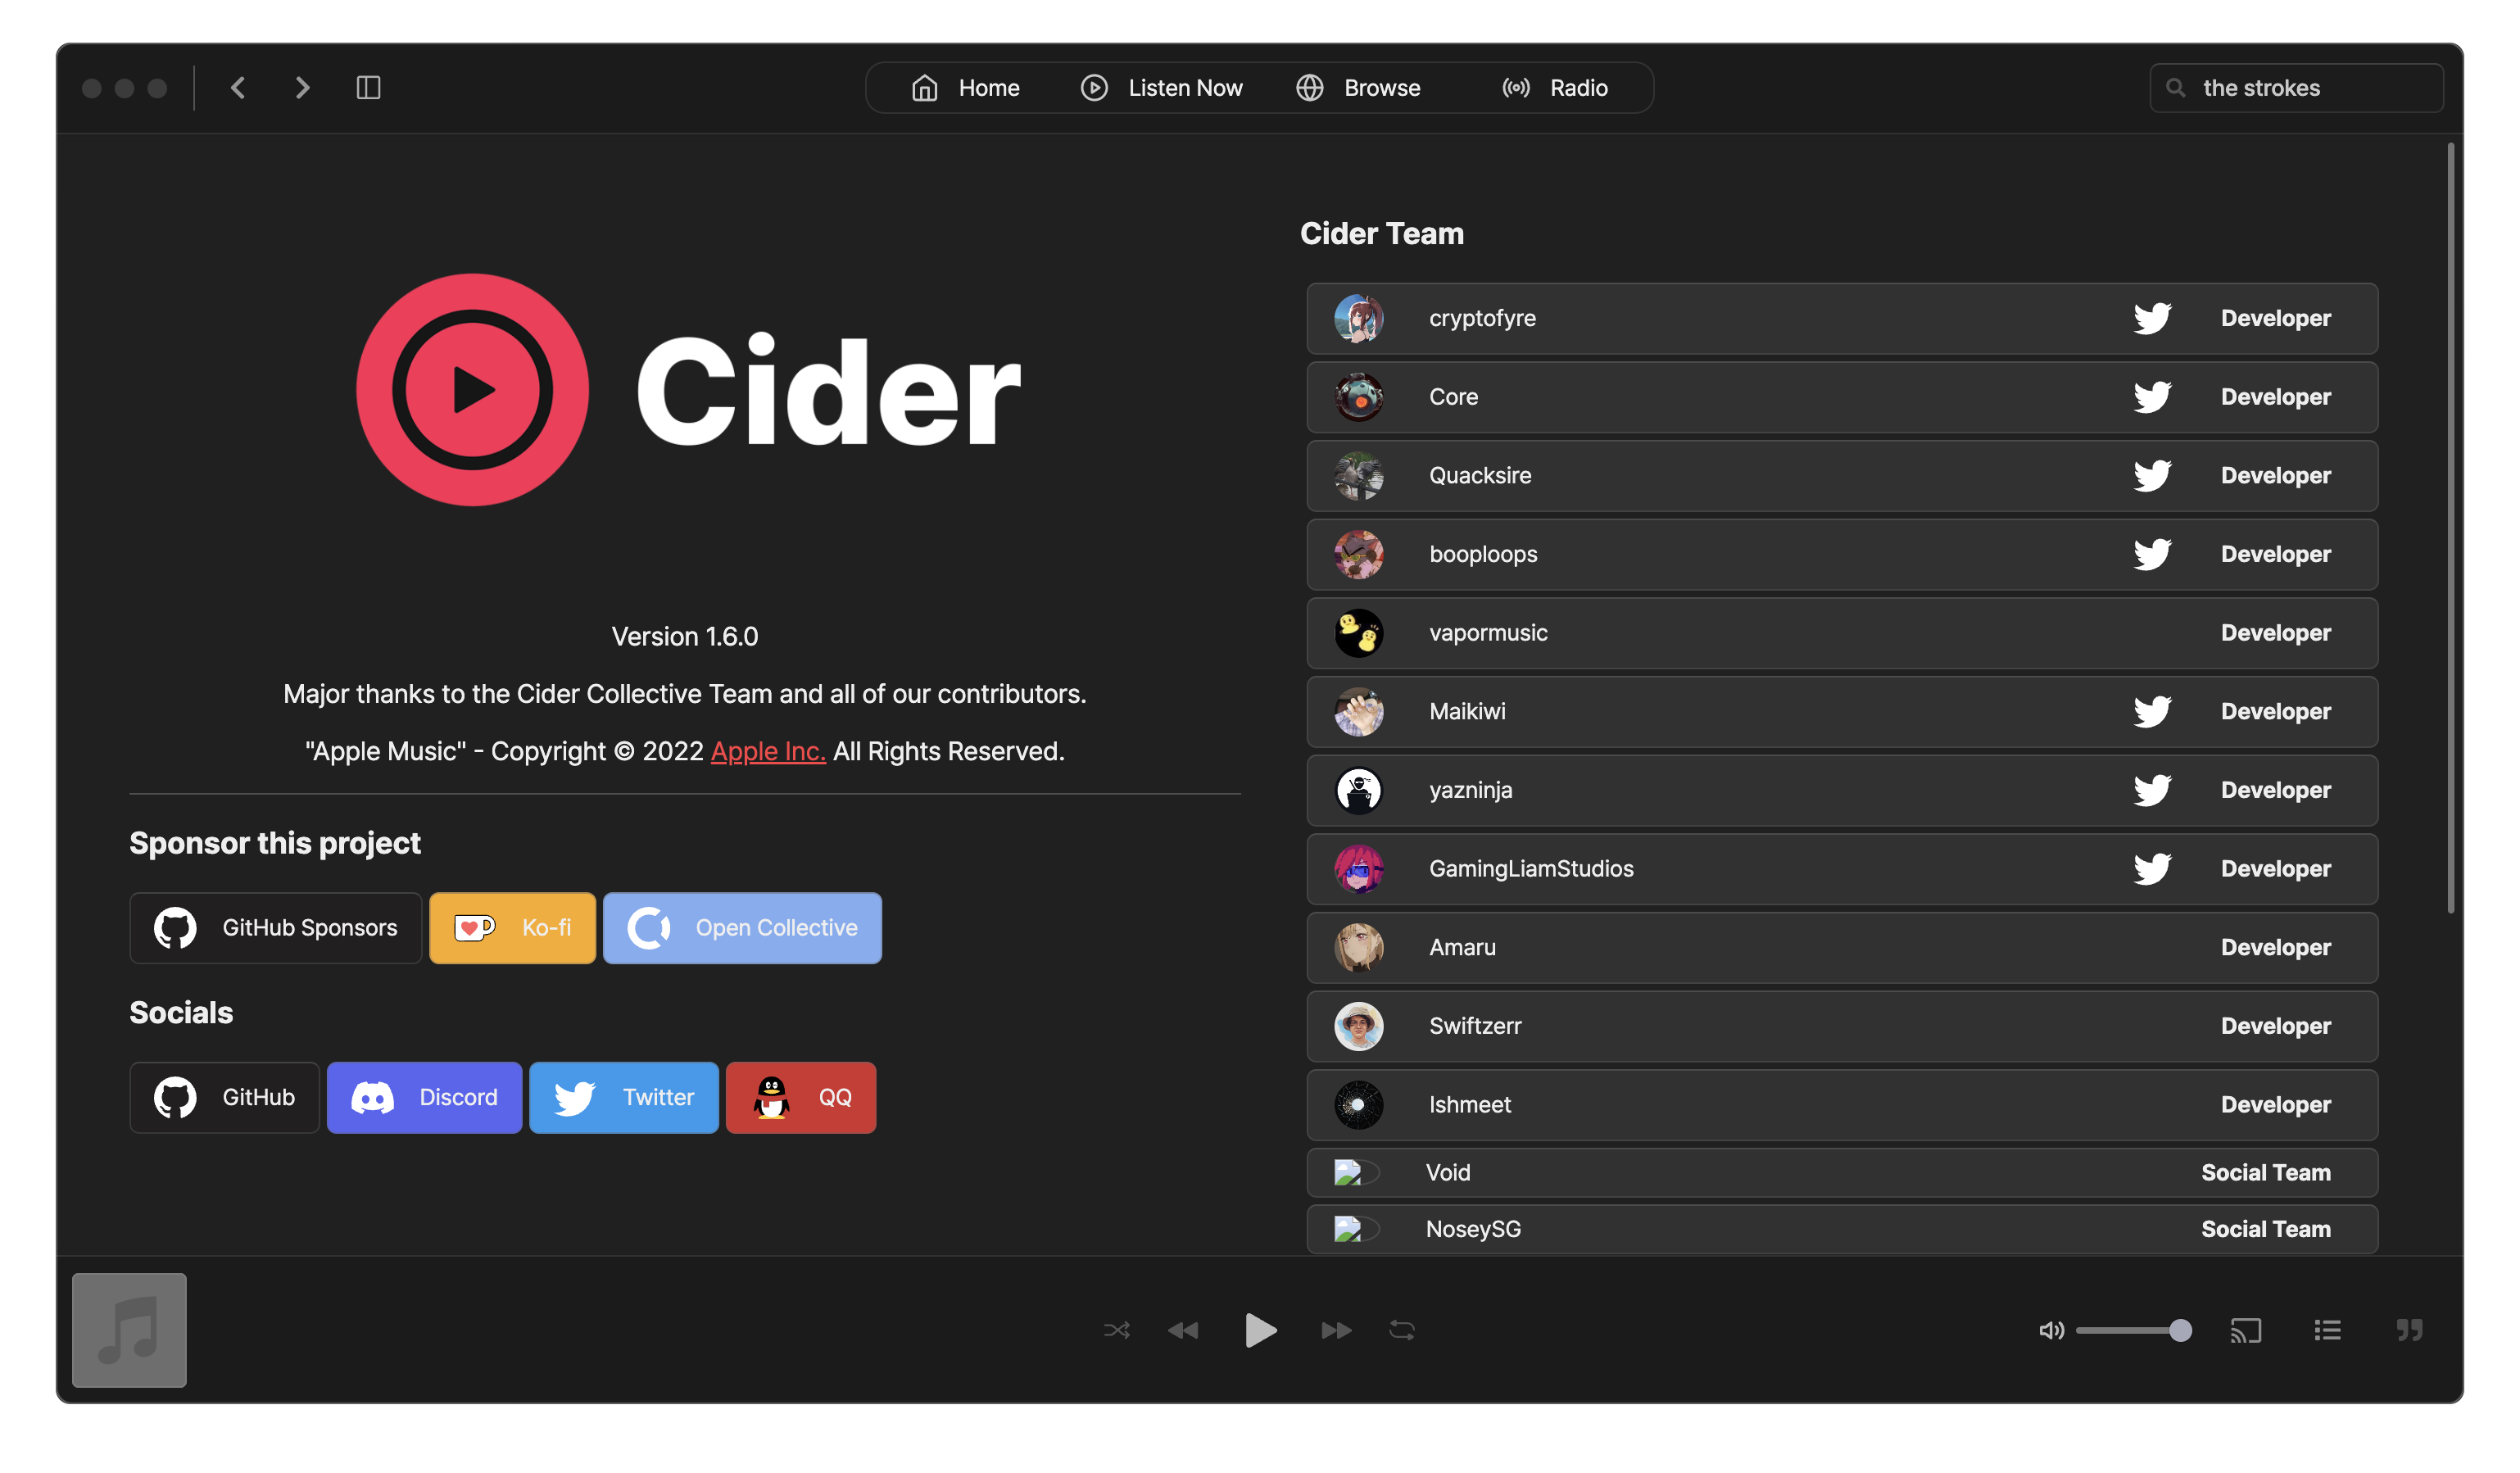 Home Listen Now Browse Radio the strokes
Cider
Version 1.6.0
Major thanks to the Cider Collective Team and all of our contributors.
"Apple Music" - Copyright © 2022 Apple Inc. All Rights Reserved.
Sponsor this project
GitHub Sponsors Ko-fi Open Collective
Socials
GitHub Discord Twitter QQ
Cider Team
cryptofyre Developer
Core Developer
Quacksire Developer
booploops Developer
vapormusic Developer
Maikiwi Developer
yazninja Developer
GamingLiamStudios Developer
Amaru Developer
Swiftzerr Developer
Ishmeet Developer
Void Social Team
NoseySG Social Team